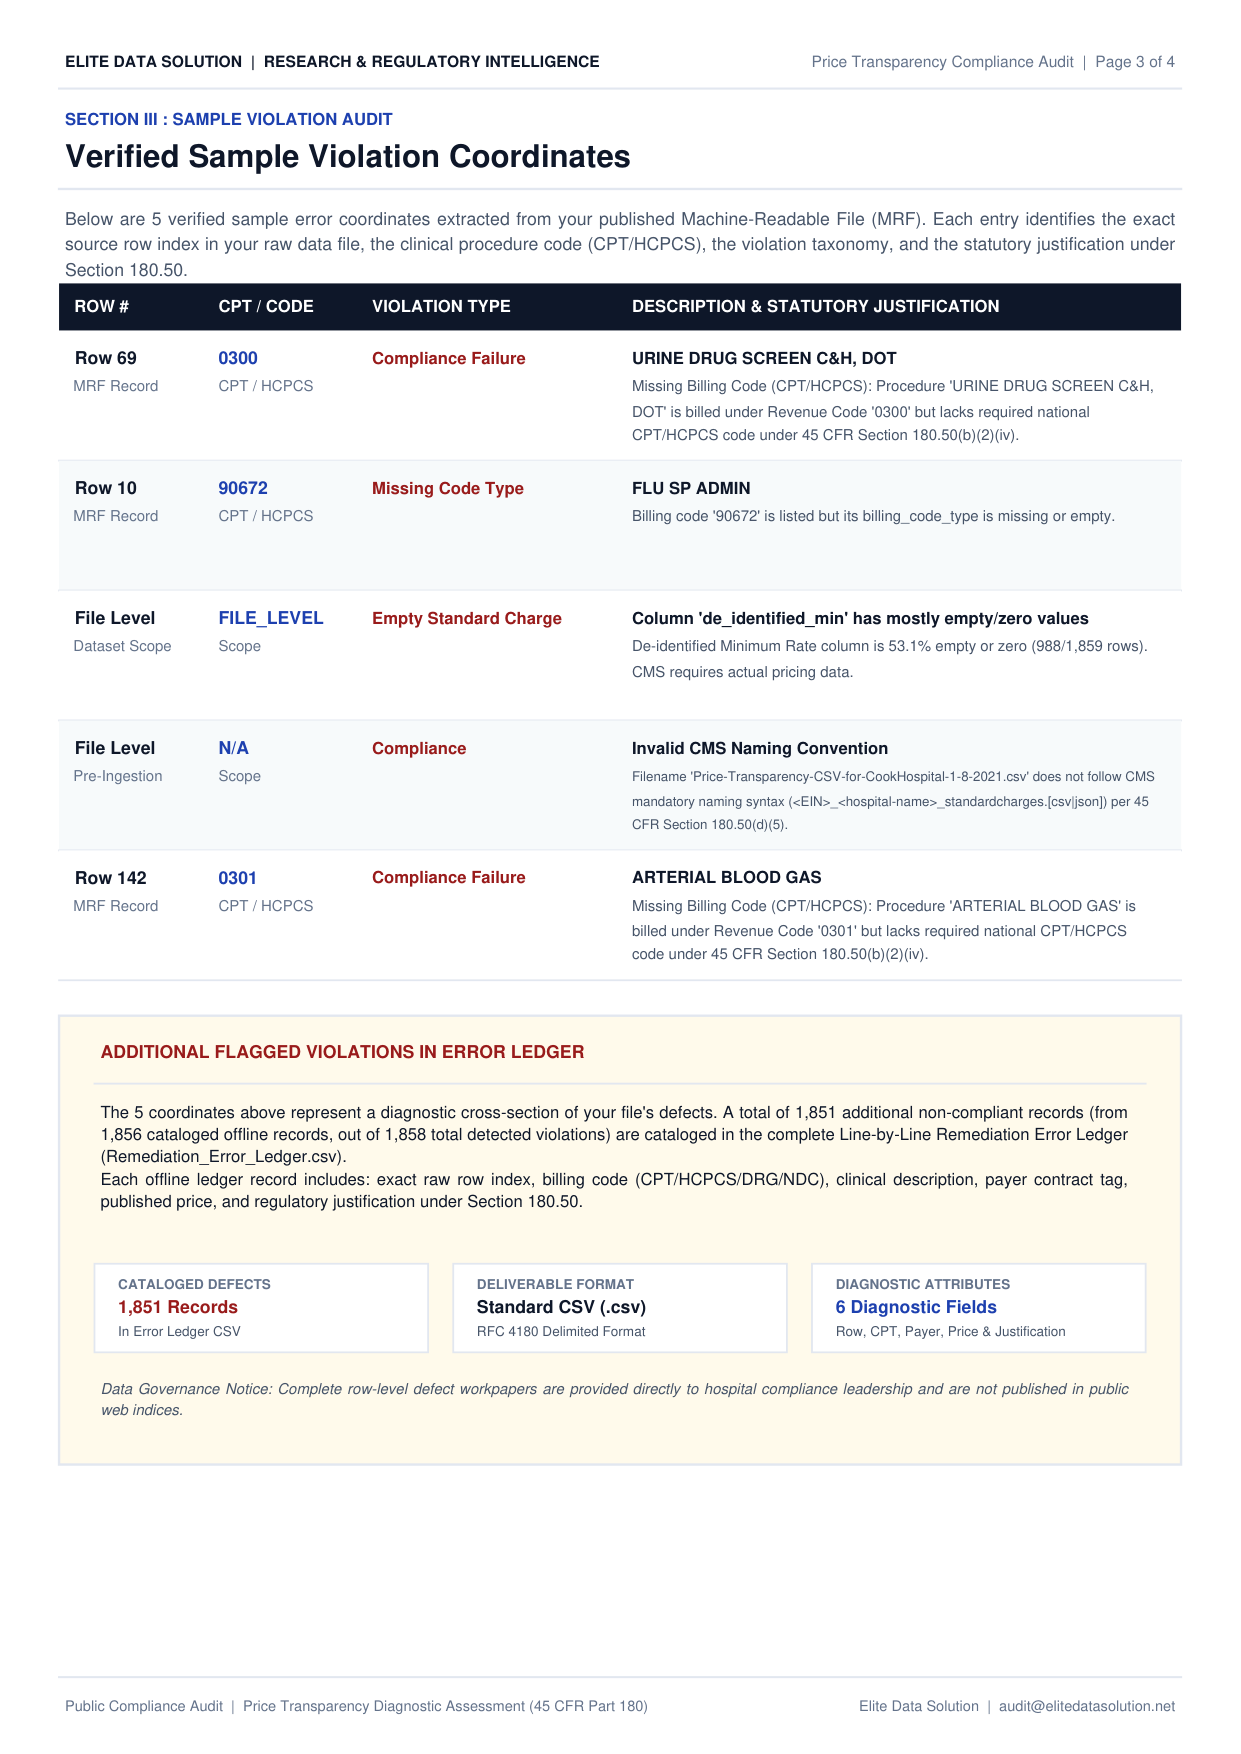 ELITE DATA SOLUTION | RESEARCH & REGULATORY INTELLIGENCE
Price Transparency Compliance Audit | Page 3 of 4
SECTION III : SAMPLE VIOLATION AUDIT
Verified Sample Violation Coordinates
Below are 5 verified sample error coordinates extracted from your published Machine-Readable File (MRF). Each entry identifies the exact
source row index in your raw data file, the clinical procedure code (CPT/HCPCS), the violation taxonomy, and the statutory justification under
Section 180.50.
ROW # CPT / CODE VIOLATION TYPE DESCRIPTION & STATUTORY JUSTIFICATION
Row 69 0300 Compliance Failure URINE DRUG SCREEN C&H, DOT
MRF Record CPT / HCPCS Missing Billing Code (CPT/HCPCS): Procedure 'URINE DRUG SCREEN C&H,
DOT' is billed under Revenue Code '0300' but lacks required national
CPT/HCPCS code under 45 CFR Section 180.50(b)(2)(iv).
Row 10 90672 Missing Code Type FLU SP ADMIN
MRF Record CPT / HCPCS Billing code '90672' is listed but its billing_code_type is missing or empty.
File Level FILE_LEVEL Empty Standard Charge Column 'de_identified_min' has mostly empty/zero values
Dataset Scope Scope De-identified Minimum Rate column is 53.1% empty or zero (988/1,859 rows).
CMS requires actual pricing data.
File Level N/A Compliance Invalid CMS Naming Convention
Pre-Ingestion Scope Filename 'Price-Transparency-CSV-for-CookHospital-1-8-2021.csv' does not follow CMS
mandatory naming syntax (<EIN>_<hospital-name>_standardcharges.[csv|json]) per 45
CFR Section 180.50(d)(5).
Row 142 0301 Compliance Failure ARTERIAL BLOOD GAS
MRF Record CPT / HCPCS Missing Billing Code (CPT/HCPCS): Procedure 'ARTERIAL BLOOD GAS' is
billed under Revenue Code '0301' but lacks required national CPT/HCPCS
code under 45 CFR Section 180.50(b)(2)(iv).
ADDITIONAL FLAGGED VIOLATIONS IN ERROR LEDGER
The 5 coordinates above represent a diagnostic cross-section of your file's defects. A total of 1,851 additional non-compliant records (from
1,856 cataloged offline records, out of 1,858 total detected violations) are cataloged in the complete Line-by-Line Remediation Error Ledger
(Remediation_Error_Ledger.csv).
Each offline ledger record includes: exact raw row index, billing code (CPT/HCPCS/DRG/NDC), clinical description, payer contract tag,
published price, and regulatory justification under Section 180.50.
CATALOGED DEFECTS DELIVERABLE FORMAT DIAGNOSTIC ATTRIBUTES
1,851 Records Standard CSV (.csv) 6 Diagnostic Fields
In Error Ledger CSV RFC 4180 Delimited Format Row, CPT, Payer, Price & Justification
Data Governance Notice: Complete row-level defect workpapers are provided directly to hospital compliance leadership and are not published in public
web indices.
Public Compliance Audit | Price Transparency Diagnostic Assessment (45 CFR Part 180)
Elite Data Solution | audit@elitedatasolution.net